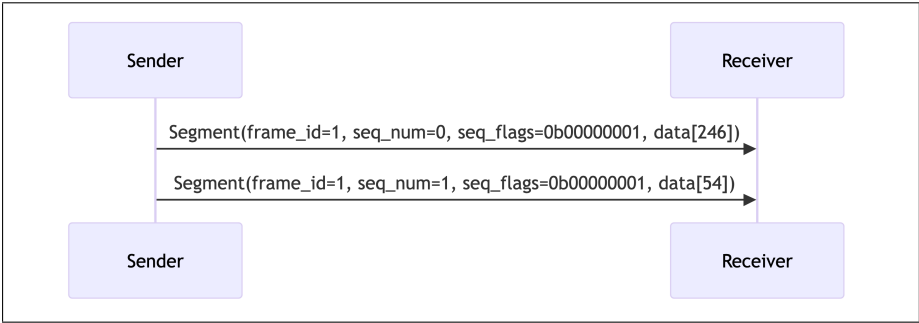 Sender Receiver
Segment(frame_id=1, seq_num=0, seq_flags=0b00000001, data[246])
Segment(frame_id=1, seq_num=1, seq_flags=0b00000001, data[54])
Sender Receiver